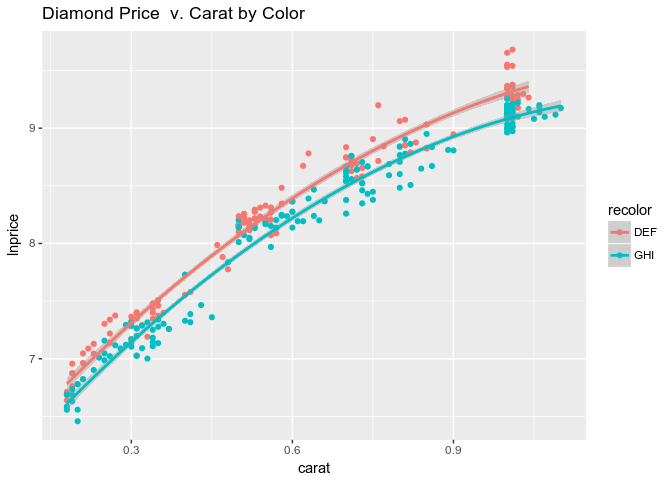 Diamond Price  v. Carat by Color
lnprice
9
8
7
0.3
0.6
0.9
carat
recolor
DEF
GHI